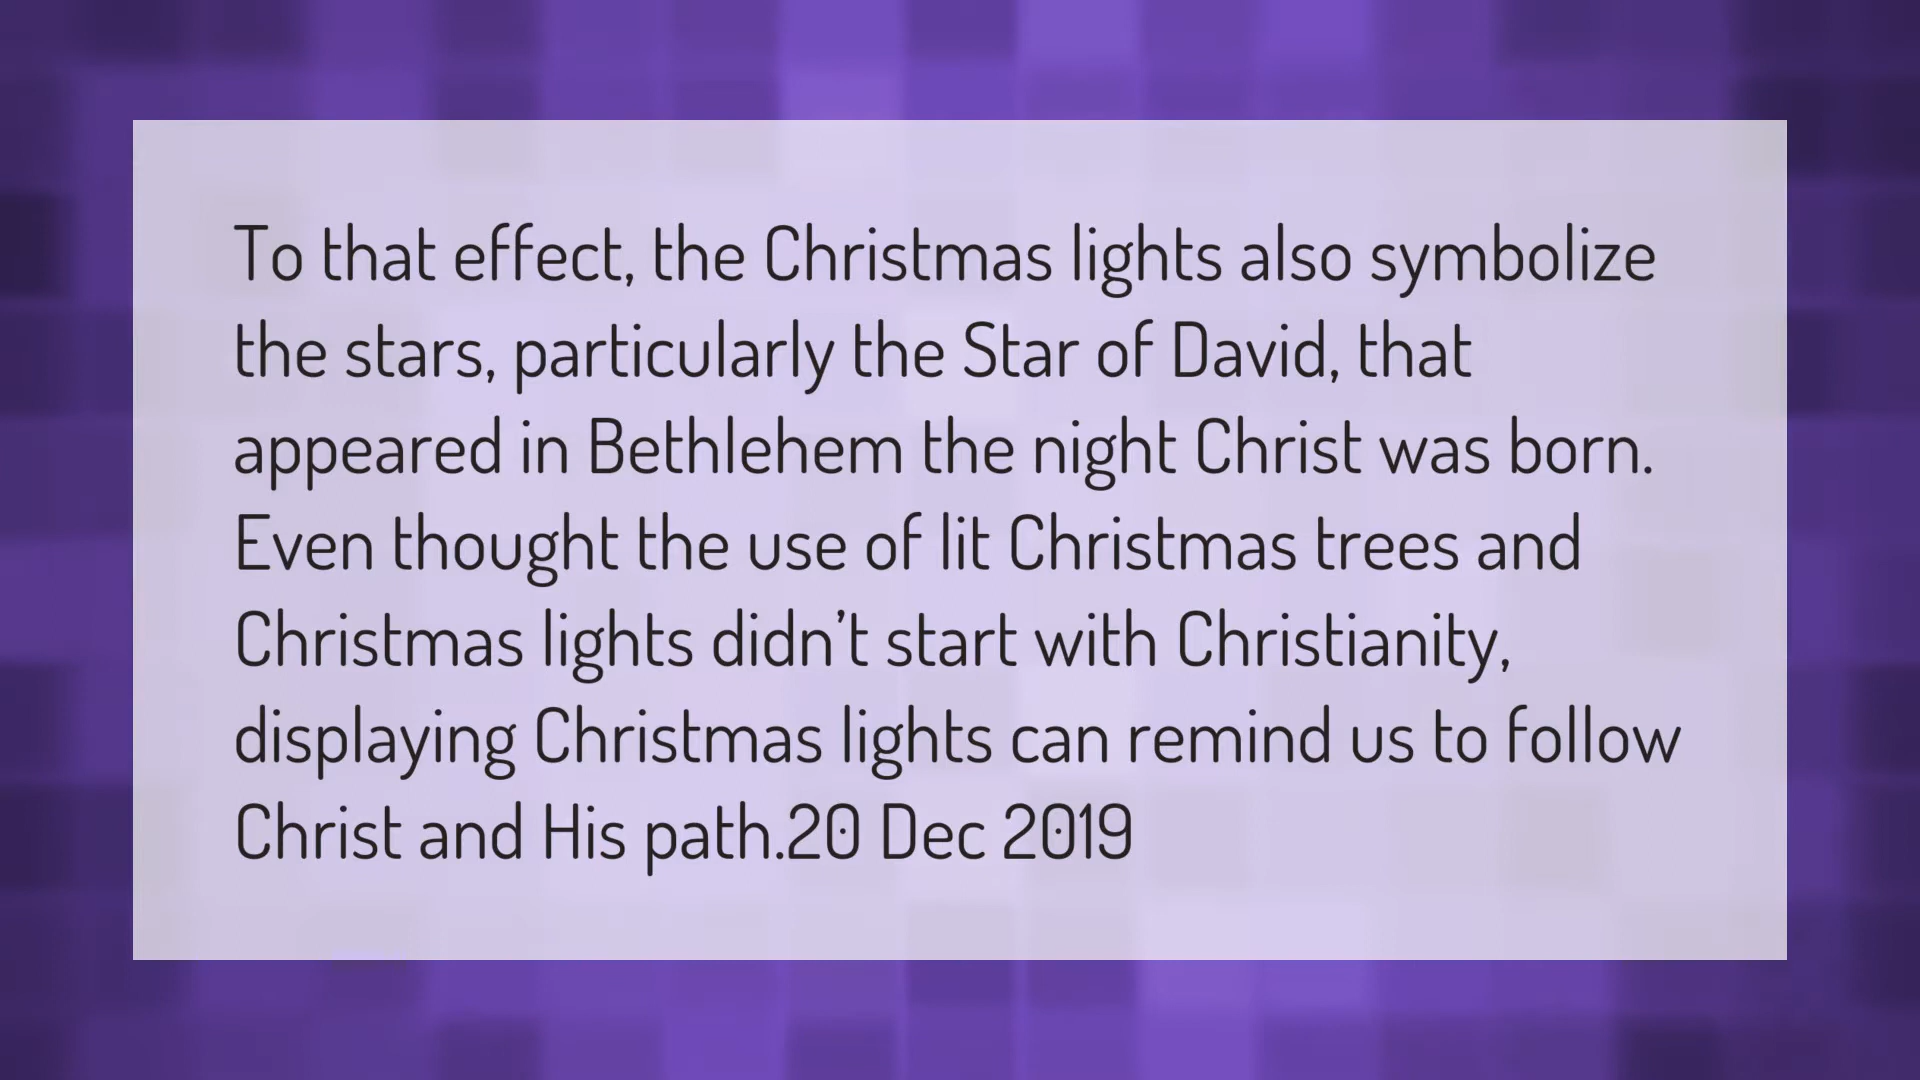 To that effect, the Christmas lights also symbolize
the stars, particularly the Star of David, that
appeared in Bethlehem the night Christ was born.
Even thought the use of lit Christmas trees and
Christmas lights didn't start with Christianity,
displaying Christmas lights can remind us to follow
Christ and His path.20 Dec 2019